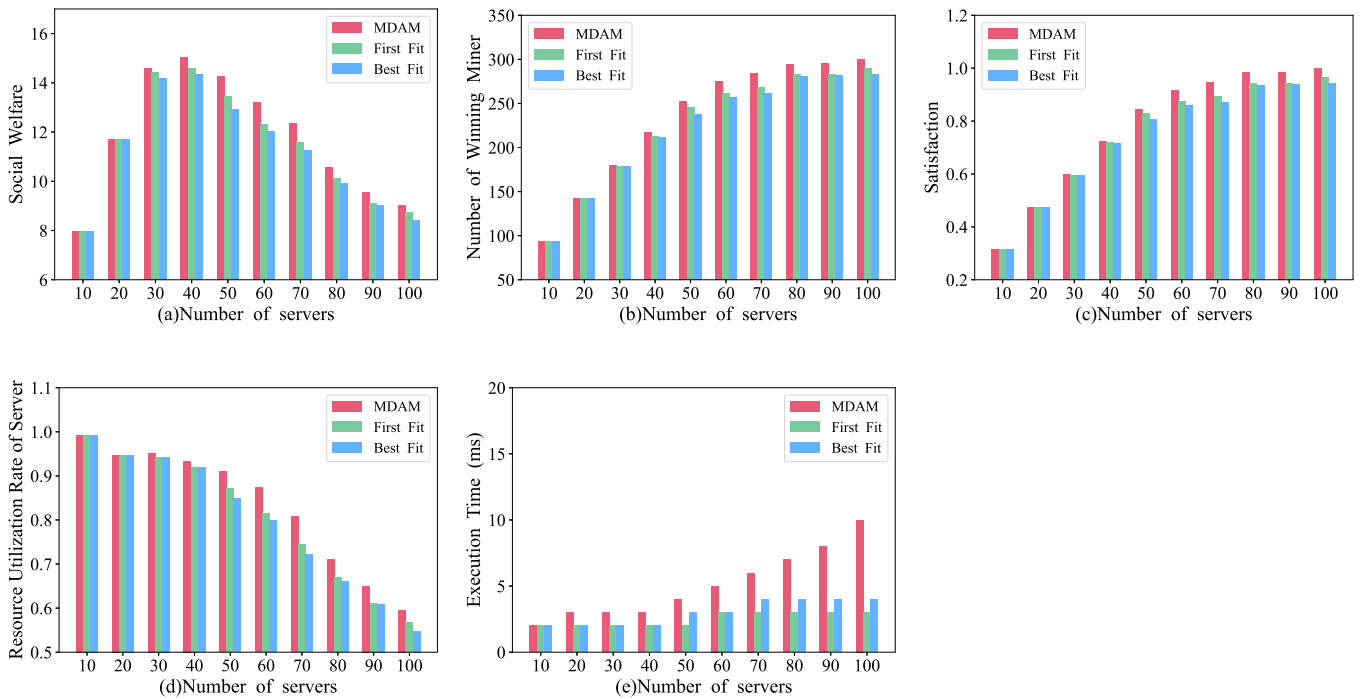 Social Welfare
16
14
12
10
8
6
MDAM
First Fit
Best Fit
10 20 30 40 50 60 70 80 90 100
(a)Number of servers
Number of Winning Miner
350
300
250
200
150
100
50
MDAM
First Fit
Best Fit
10 20 30 40 50 60 70 80 90 100
(b)Number of servers
Satisfaction
1.2
1.0
0.8
0.6
0.4
0.2
MDAM
First Fit
Best Fit
10 20 30 40 50 60 70 80 90 100
(c)Number of servers
Resource Utilization Rate of Server
1.1
1.0
0.9
0.8
0.7
0.6
0.5
MDAM
First Fit
Best Fit
10 20 30 40 50 60 70 80 90 100
(d)Number of servers
Execution Time (ms)
20
15
10
5
0
MDAM
First Fit
Best Fit
10 20 30 40 50 60 70 80 90 100
(e)Number of servers